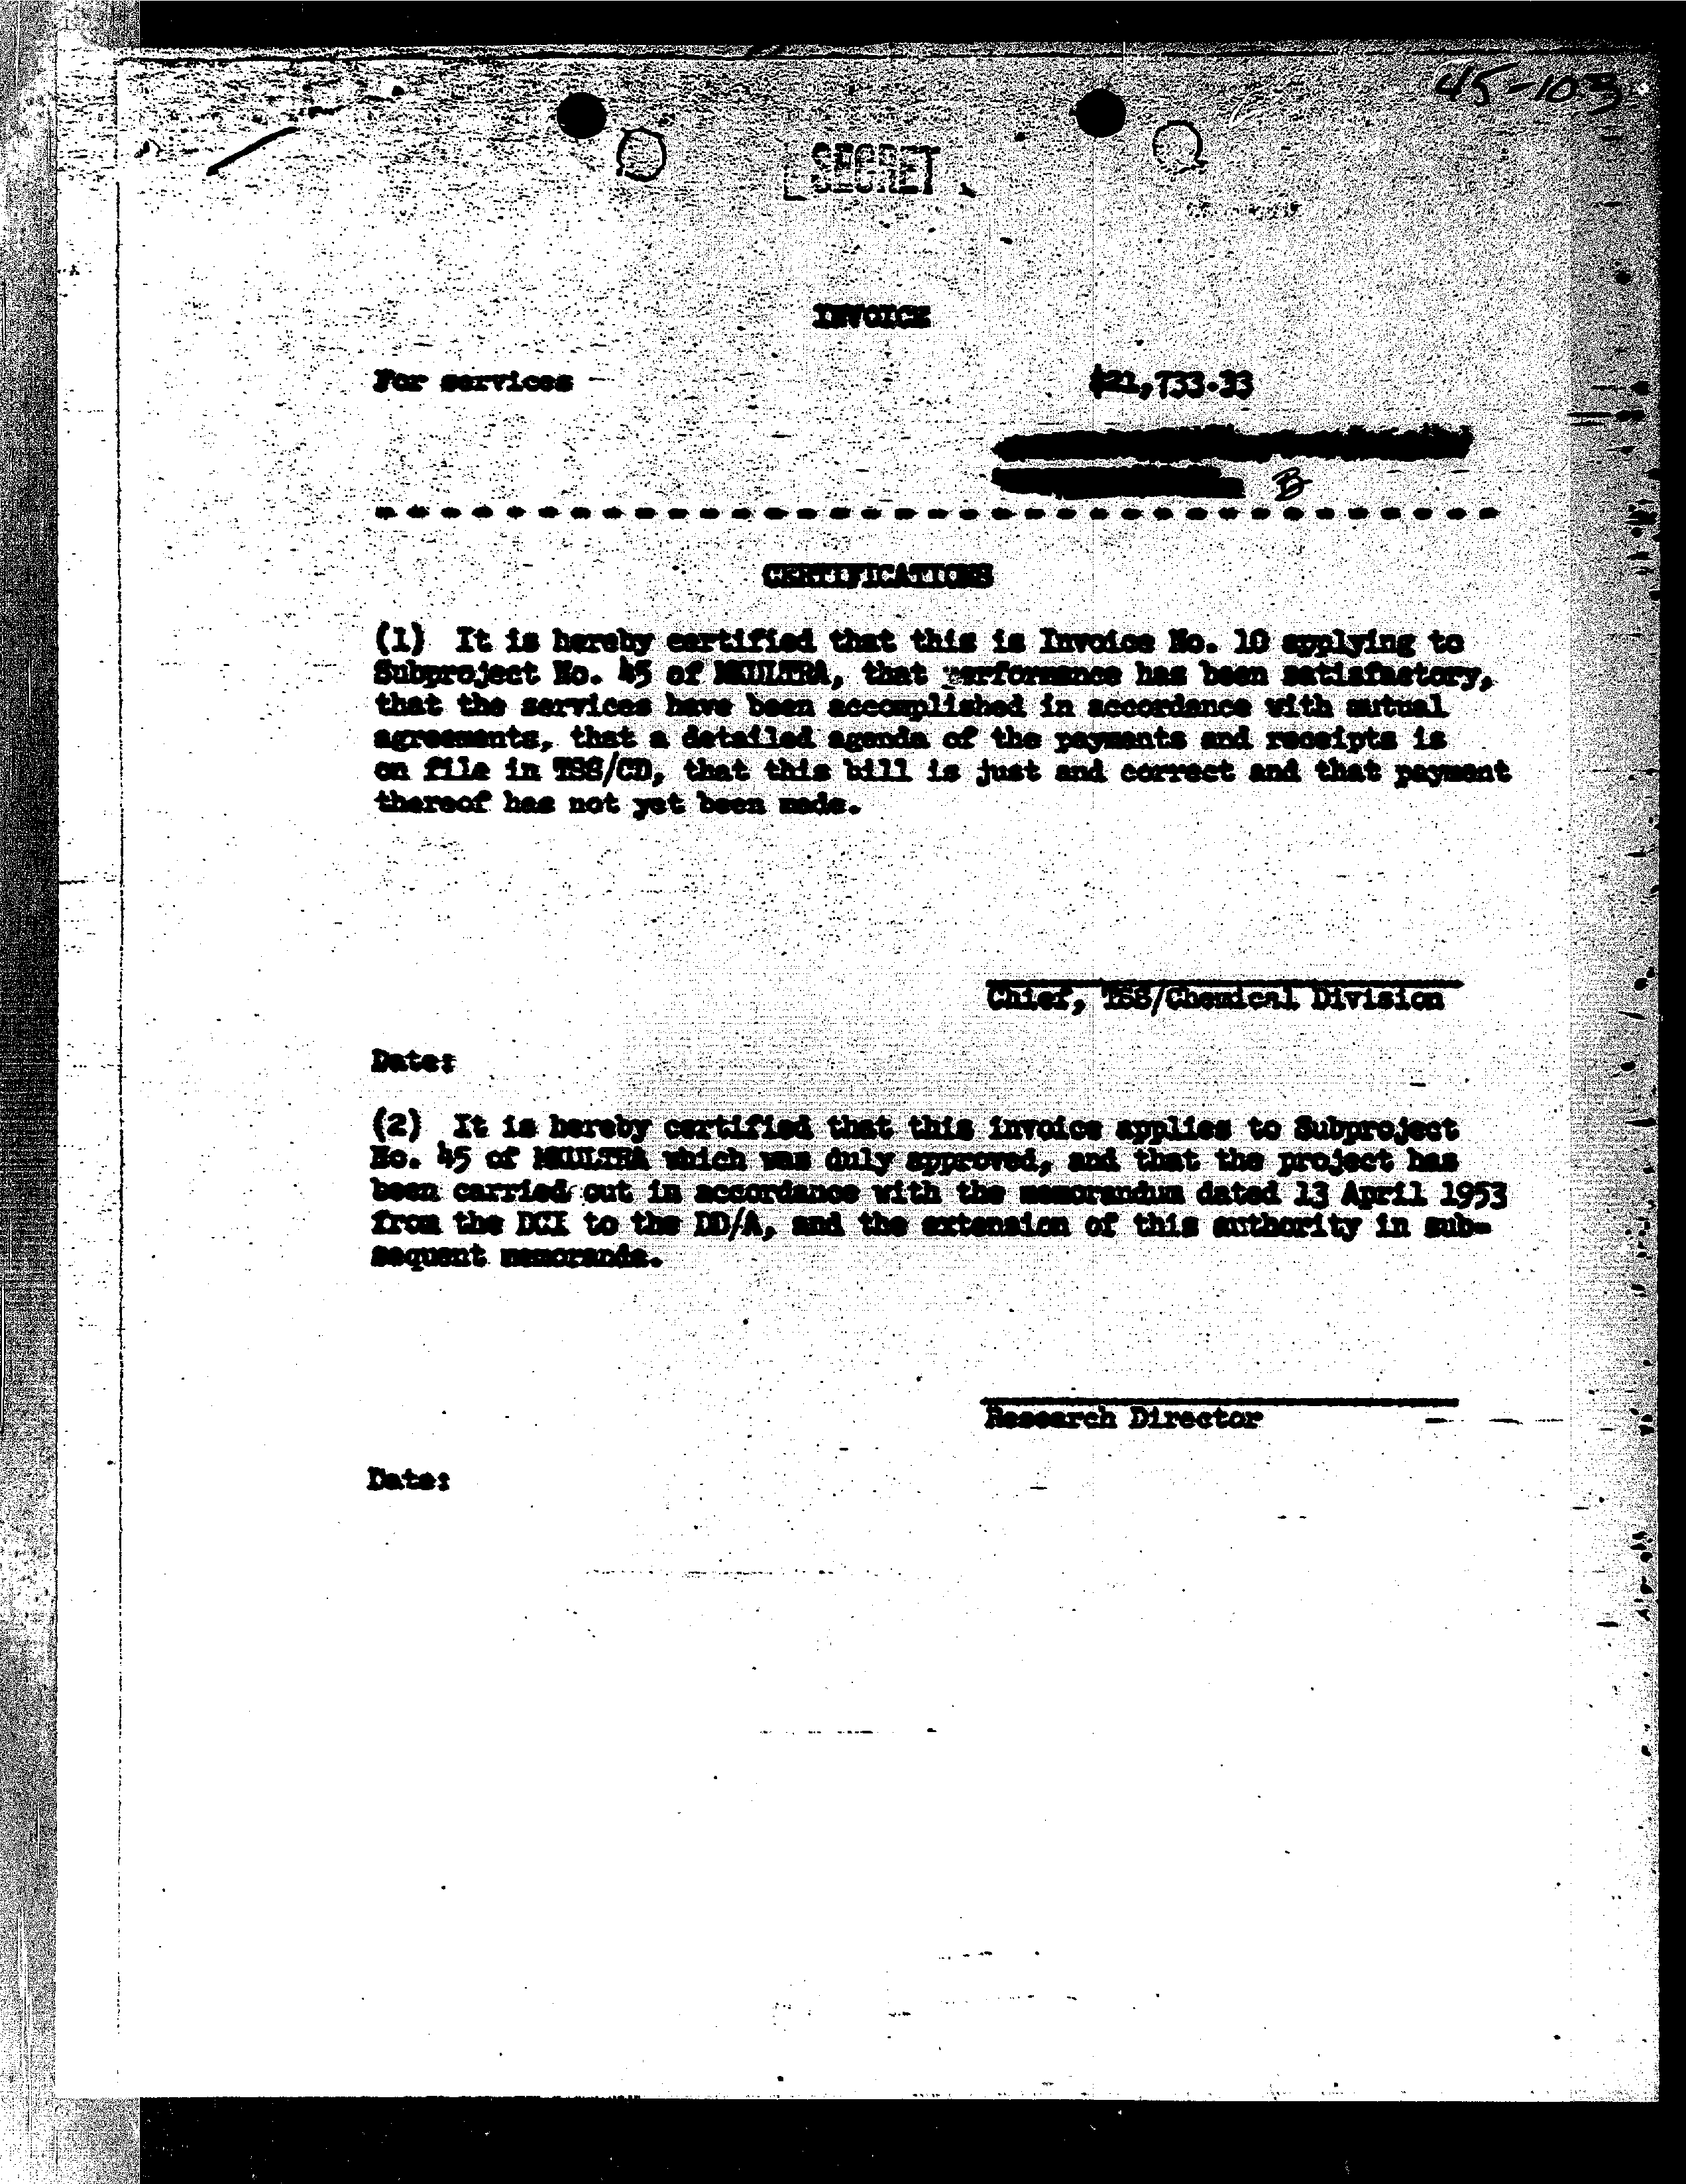 45-103
SECRET
INVOICE
For services
$21,733.33
B
CERTIFICATIONS
(1) It is hereby certified that this is Invoice No. 10 applying to
Subproject No. 45 of MKULTRA, that performance has been satisfactory,
that the services have been accomplished in accordance with mutual
agreements, that a detailed agenda of the payments and receipts is
on file in TSS/CD, that this bill is just and correct and that payment
thereof has not yet been made.
Chief, TSS/Chemical Division
Date:
(2) It is hereby certified that this invoice applies to Subproject
No. 45 of MKULTRA which was duly approved, and that the project has
been carried out in accordance with the memorandum dated 13 April 1953
from the DCI to the DD/A, and the extension of this authority in sub-
sequent memoranda.
Research Director
Date: